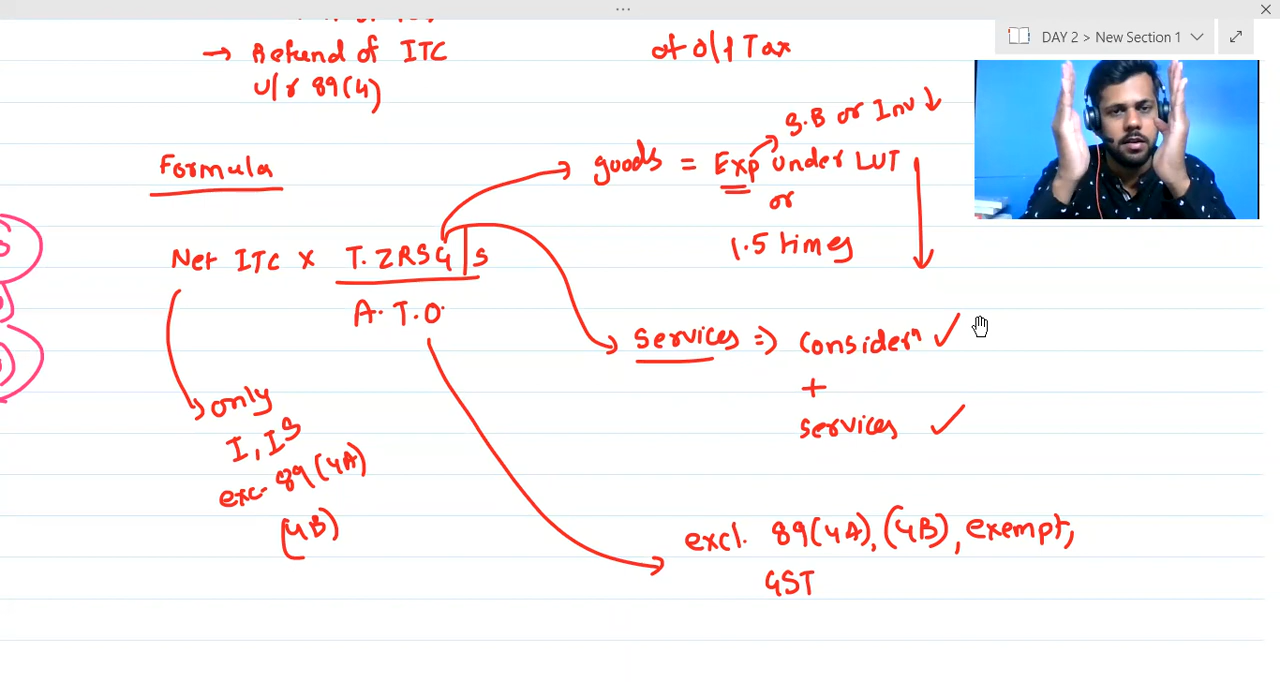 DAY 2 > New Section 1
→ Refund of ITC
u/r 89(4)
of O/P Tax
Formula
Net ITC x T. ZRSG | S
A. T. O.
goods = Exp under LUT
S.B or Inv ↓
or
1.5 times
Services => Considerⁿ ✓
+
services ✓
only
I, IS
exc. 89(4A)
(4B)
excl. 89(4A), (4B), exempt,
GST